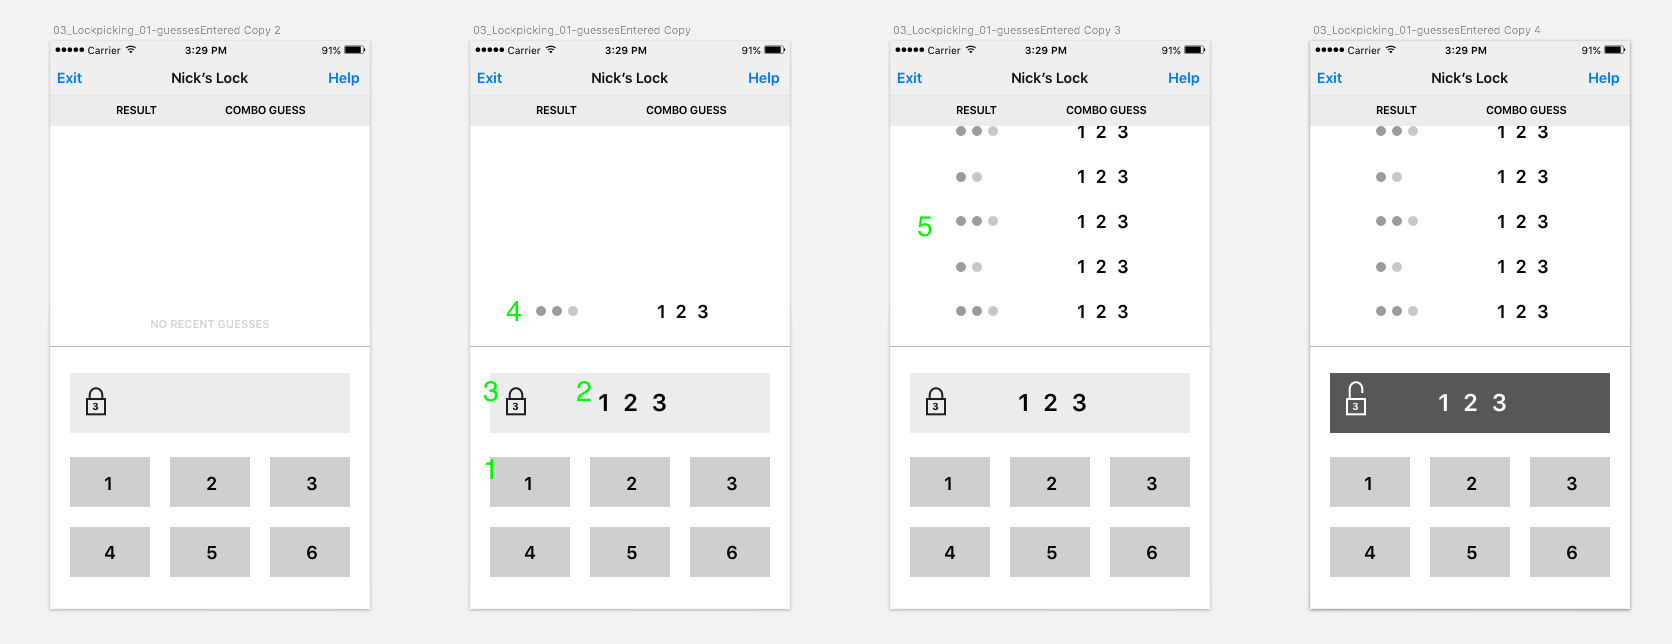 03_Lockpicking_01-guessesEntered Copy 2
Carrier 3:29 PM 91%
Exit Nick's Lock Help
RESULT COMBO GUESS
NO RECENT GUESSES
3
1 2 3
4 5 6
03_Lockpicking_01-guessesEntered Copy
Carrier 3:29 PM 91%
Exit Nick's Lock Help
RESULT COMBO GUESS
4 1 2 3
3 3 2 1 2 3
1 1 2 3
4 5 6
03_Lockpicking_01-guessesEntered Copy 3
Carrier 3:29 PM 91%
Exit Nick's Lock Help
RESULT COMBO GUESS
1 2 3
1 2 3
5 1 2 3
1 2 3
1 2 3
3 1 2 3
1 2 3
4 5 6
03_Lockpicking_01-guessesEntered Copy 4
Carrier 3:29 PM 91%
Exit Nick's Lock Help
RESULT COMBO GUESS
1 2 3
1 2 3
1 2 3
1 2 3
1 2 3
3 1 2 3
1 2 3
4 5 6